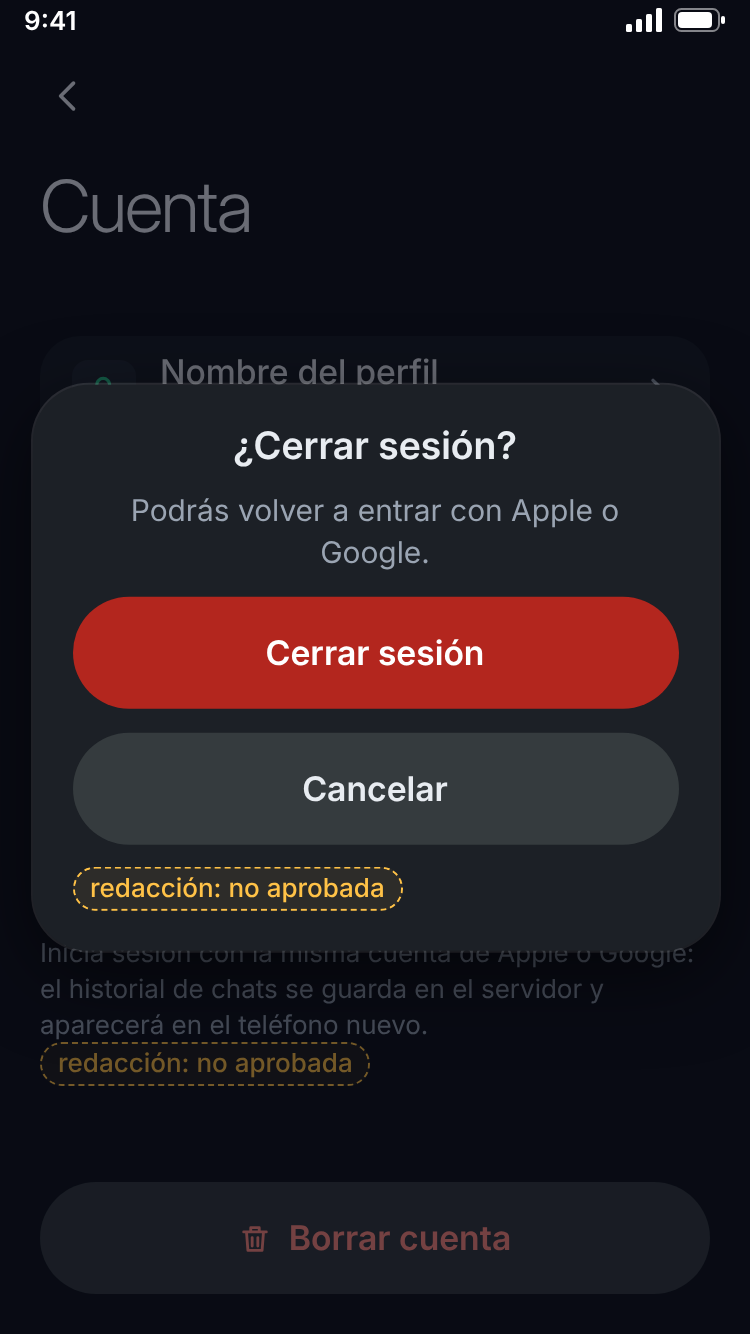 9:41
Cuenta
Nombre del perfil
¿Cerrar sesión?
Podrás volver a entrar con Apple o
Google.
Cerrar sesión
Cancelar
redacción: no aprobada
Inicia sesión con la misma cuenta de Apple o Google:
el historial de chats se guarda en el servidor y
aparecerá en el teléfono nuevo.
redacción: no aprobada
Borrar cuenta